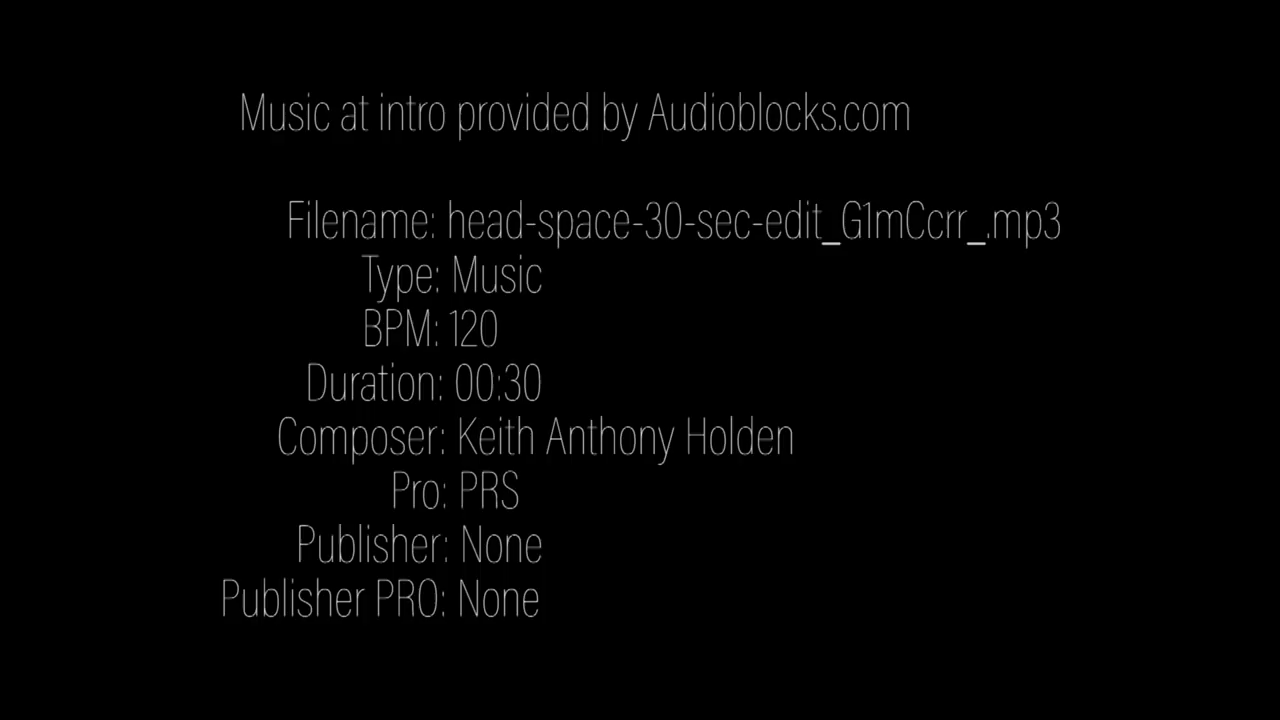 Music at intro provided by Audioblocks.com
Filename: head-space-30-sec-edit_G1mCcrr_.mp3
Type: Music
BPM: 120
Duration: 00:30
Composer: Keith Anthony Holden
Pro: PRS
Publisher: None
Publisher PRO: None